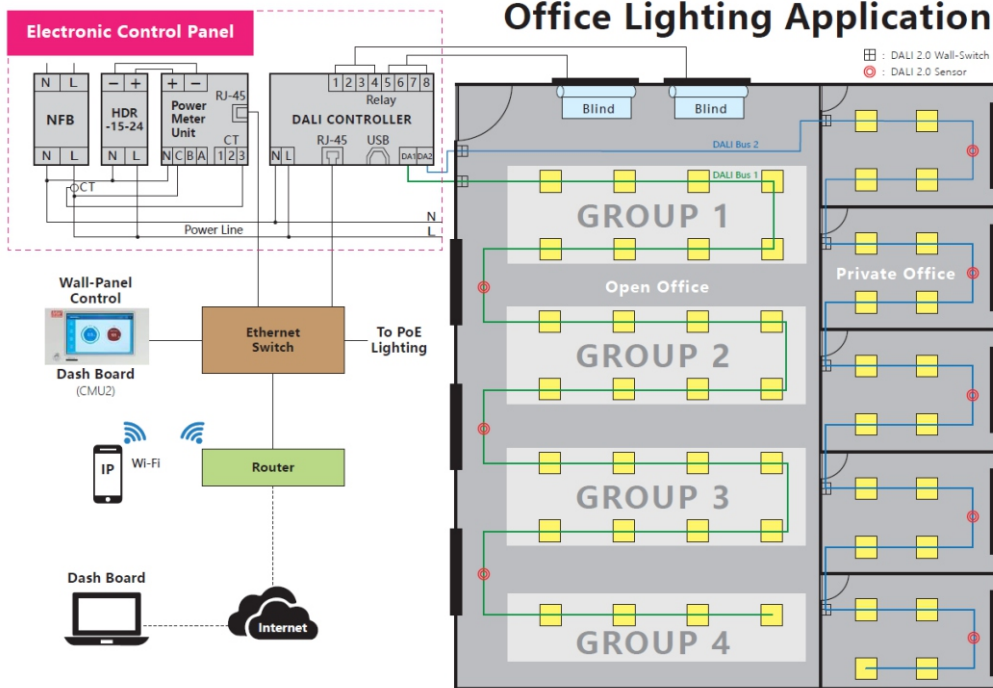 Office Lighting Application
Electronic Control Panel
: DALI 2.0 Wall-Switch
: DALI 2.0 Sensor
N L
NFB
N L
− +
HDR
-15-24
N L
+ −
Power
Meter
Unit
RJ-45
CT
N C B A 1 2 3
1 2 3 4 5 6 7 8
Relay
DALI CONTROLLER
RJ-45 USB
N L
DA1 DA2
CT
N
Power Line
L
Blind
Blind
DALI Bus 2
DALI Bus 1
GROUP 1
Open Office
Private Office
GROUP 2
GROUP 3
GROUP 4
Wall-Panel
Control
Dash Board
(CMU2)
Ethernet
Switch
To PoE
Lighting
IP
Wi-Fi
Router
Dash Board
Internet